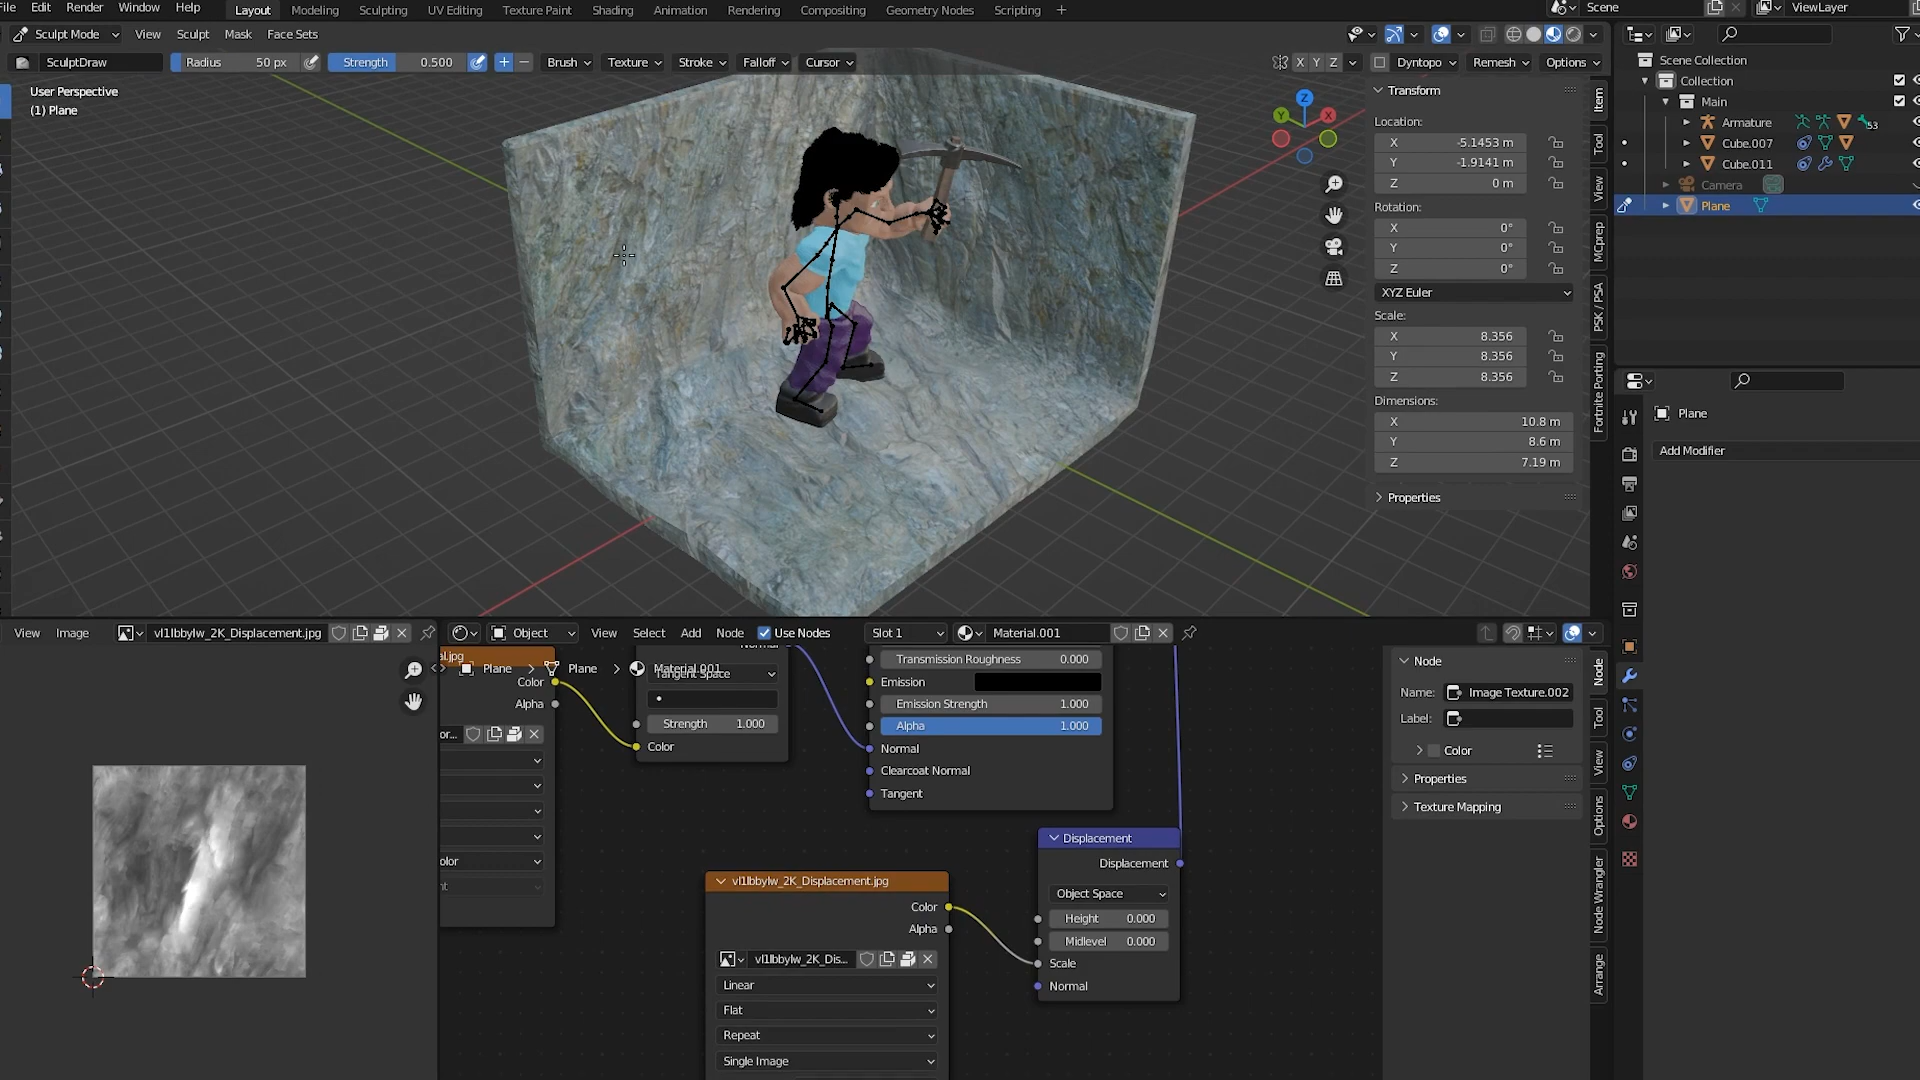 File Edit Render Window Help Layout Modeling Sculpting UV Editing Texture Paint Shading Animation Rendering Compositing Geometry Nodes Scripting + Scene ViewLayer
Sculpt Mode View Sculpt Mask Face Sets
SculptDraw Radius 50 px Strength 0.500 Brush Texture Stroke Falloff Cursor X Y Z Dyntopo Remesh Options
User Perspective
(1) Plane
Z
Y
X
Transform
Location:
X -5.1453 m
Y -1.9141 m
Z 0 m
Rotation:
X 0°
Y 0°
Z 0°
XYZ Euler
Scale:
X 8.356
Y 8.356
Z 8.356
Dimensions:
X 10.8 m
Y 8.6 m
Z 7.19 m
Properties
Item
Tool
View
MCprep
PSK / PSA
Fortnite Porting
Scene Collection
Collection
Main
Armature 53
Cube.007
Cube.011
Camera
Plane
Plane
Add Modifier
View Image vl1lbbylw_2K_Displacement.jpg
Object View Select Add Node Use Nodes Slot 1 Material.001
al.jpg
Plane Plane Material.001
Color
Alpha
or...
olor
Normal
Tangent Space
Strength 1.000
Color
Transmission Roughness 0.000
Emission
Emission Strength 1.000
Alpha 1.000
Normal
Clearcoat Normal
Tangent
Displacement
Displacement
Object Space
Height 0.000
Midlevel 0.000
Scale
Normal
vl1lbbylw_2K_Displacement.jpg
Color
Alpha
vl1lbbylw_2K_Dis...
Linear
Flat
Repeat
Single Image
Node
Name: Image Texture.002
Label:
Color
Properties
Texture Mapping
Node
Tool
View
Options
Node Wrangler
Arrange